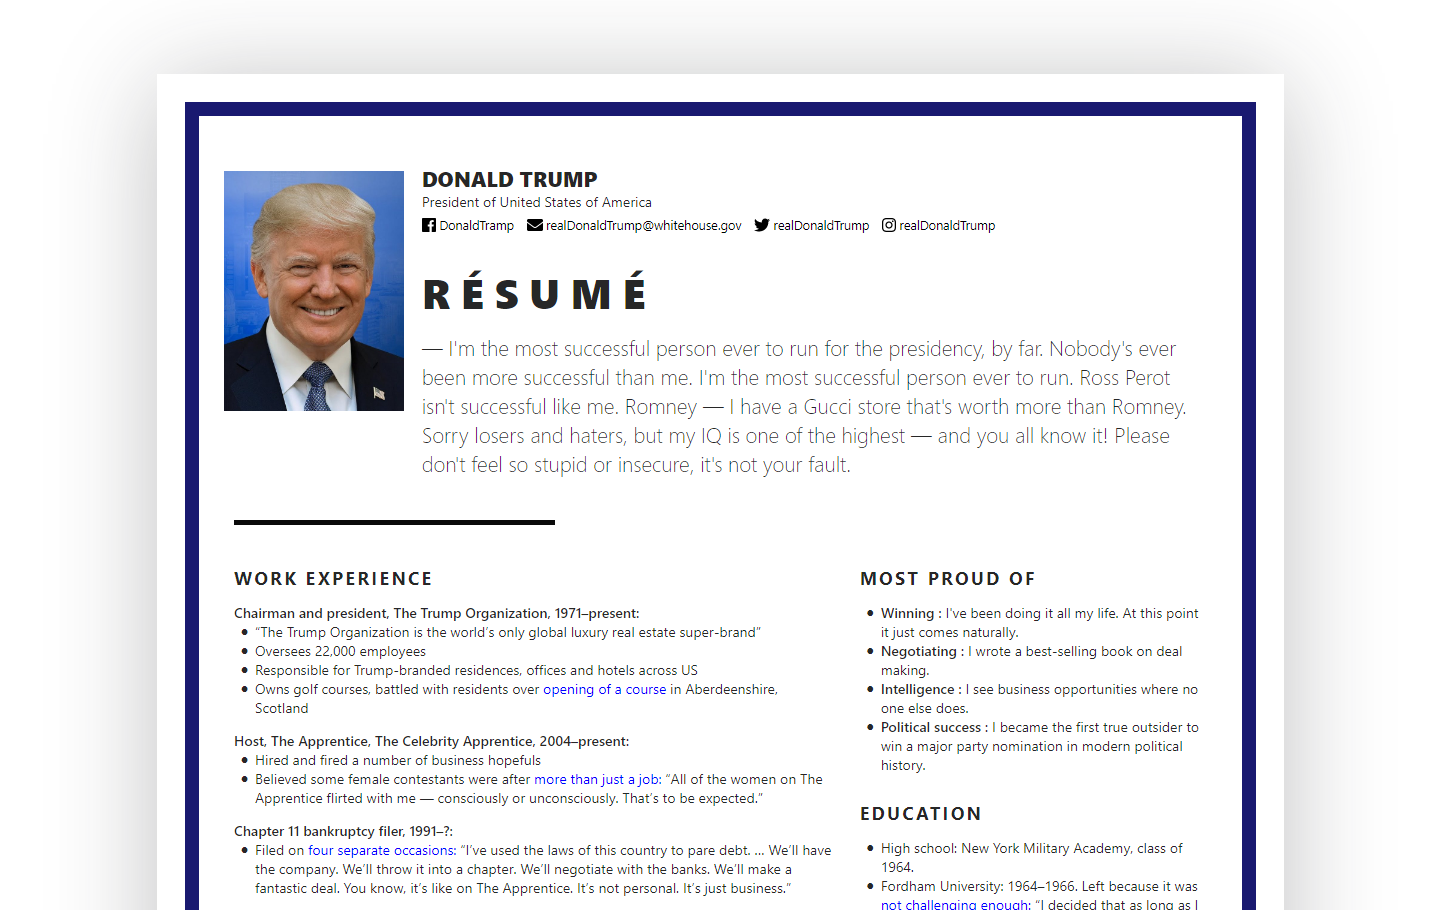 DONALD TRUMP
President of United States of America
DonaldTramp realDonaldTrump@whitehouse.gov realDonaldTrump realDonaldTrump
RÉSUMÉ
— I'm the most successful person ever to run for the presidency, by far. Nobody's ever
been more successful than me. I'm the most successful person ever to run. Ross Perot
isn't successful like me. Romney — I have a Gucci store that's worth more than Romney.
Sorry losers and haters, but my IQ is one of the highest — and you all know it! Please
don't feel so stupid or insecure, it's not your fault.
WORK EXPERIENCE
Chairman and president, The Trump Organization, 1971–present:
• “The Trump Organization is the world’s only global luxury real estate super-brand”
• Oversees 22,000 employees
• Responsible for Trump-branded residences, offices and hotels across US
• Owns golf courses, battled with residents over opening of a course in Aberdeenshire,
Scotland
Host, The Apprentice, The Celebrity Apprentice, 2004–present:
• Hired and fired a number of business hopefuls
• Believed some female contestants were after more than just a job: “All of the women on The
Apprentice flirted with me — consciously or unconsciously. That’s to be expected.”
Chapter 11 bankruptcy filer, 1991–?:
• Filed on four separate occasions: “I’ve used the laws of this country to pare debt. … We’ll have
the company. We’ll throw it into a chapter. We’ll negotiate with the banks. We’ll make a
fantastic deal. You know, it’s like on The Apprentice. It’s not personal. It’s just business.”
MOST PROUD OF
• Winning : I've been doing it all my life. At this point
it just comes naturally.
• Negotiating : I wrote a best-selling book on deal
making.
• Intelligence : I see business opportunities where no
one else does.
• Political success : I became the first true outsider to
win a major party nomination in modern political
history.
EDUCATION
• High school: New York Military Academy, class of
1964.
• Fordham University: 1964–1966. Left because it was
not challenging enough: “I decided that as long as I